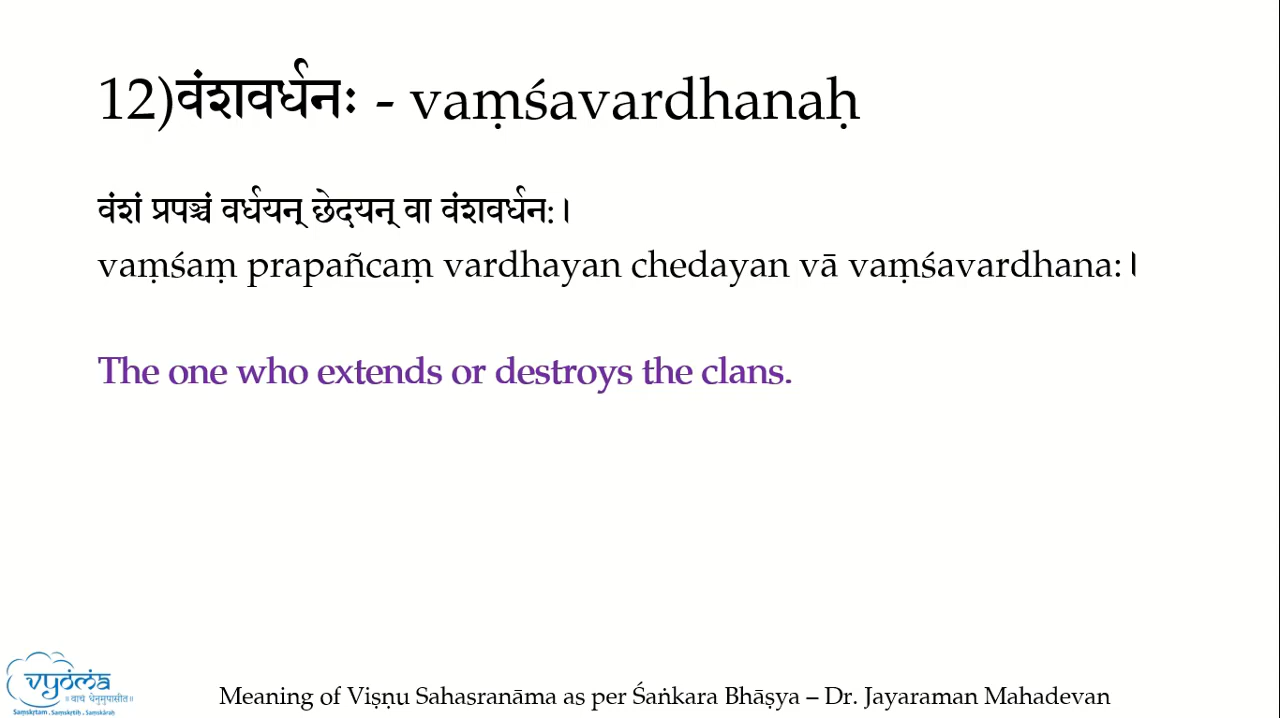 12)वंशवर्धनः - vaṃśavardhanaḥ
वंशं प्रपञ्चं वर्धयन् छेदयन् वा वंशवर्धन:।
vaṃśaṃ prapañcaṃ vardhayan chedayan vā vaṃśavardhana:।
The one who extends or destroys the clans.
vyoma
॥ वाचं धेनुमुपासीत॥
Saṃskṛtam . Saṃskṛtiḥ . Saṃskāraḥ
Meaning of Viṣṇu Sahasranāma as per Śaṅkara Bhāṣya – Dr. Jayaraman Mahadevan